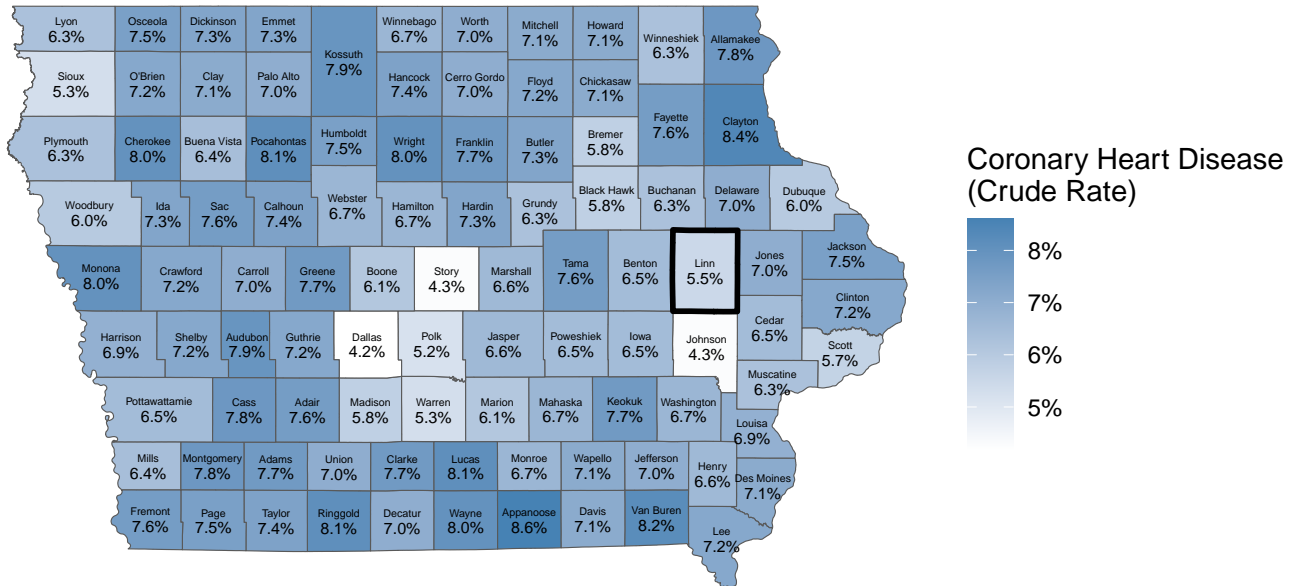 Lyon
6.3%
Osceola
7.5%
Dickinson
7.3%
Emmet
7.3%
Kossuth
7.9%
Winnebago
6.7%
Worth
7.0%
Mitchell
7.1%
Howard
7.1%
Winneshiek
6.3%
Allamakee
7.8%
Sioux
5.3%
O'Brien
7.2%
Clay
7.1%
Palo Alto
7.0%
Hancock
7.4%
Cerro Gordo
7.0%
Floyd
7.2%
Chickasaw
7.1%
Fayette
7.6%
Clayton
8.4%
Plymouth
6.3%
Cherokee
8.0%
Buena Vista
6.4%
Pocahontas
8.1%
Humboldt
7.5%
Wright
8.0%
Franklin
7.7%
Butler
7.3%
Bremer
5.8%
Woodbury
6.0%
Ida
7.3%
Sac
7.6%
Calhoun
7.4%
Webster
6.7%
Hamilton
6.7%
Hardin
7.3%
Grundy
6.3%
Black Hawk
5.8%
Buchanan
6.3%
Delaware
7.0%
Dubuque
6.0%
Monona
8.0%
Crawford
7.2%
Carroll
7.0%
Greene
7.7%
Boone
6.1%
Story
4.3%
Marshall
6.6%
Tama
7.6%
Benton
6.5%
Linn
5.5%
Jones
7.0%
Jackson
7.5%
Clinton
7.2%
Harrison
6.9%
Shelby
7.2%
Audubon
7.9%
Guthrie
7.2%
Dallas
4.2%
Polk
5.2%
Jasper
6.6%
Poweshiek
6.5%
Iowa
6.5%
Johnson
4.3%
Cedar
6.5%
Scott
5.7%
Muscatine
6.3%
Pottawattamie
6.5%
Cass
7.8%
Adair
7.6%
Madison
5.8%
Warren
5.3%
Marion
6.1%
Mahaska
6.7%
Keokuk
7.7%
Washington
6.7%
Louisa
6.9%
Mills
6.4%
Montgomery
7.8%
Adams
7.7%
Union
7.0%
Clarke
7.7%
Lucas
8.1%
Monroe
6.7%
Wapello
7.1%
Jefferson
7.0%
Henry
6.6%
Des Moines
7.1%
Fremont
7.6%
Page
7.5%
Taylor
7.4%
Ringgold
8.1%
Decatur
7.0%
Wayne
8.0%
Appanoose
8.6%
Davis
7.1%
Van Buren
8.2%
Lee
7.2%
Coronary Heart Disease
(Crude Rate)
8%
7%
6%
5%